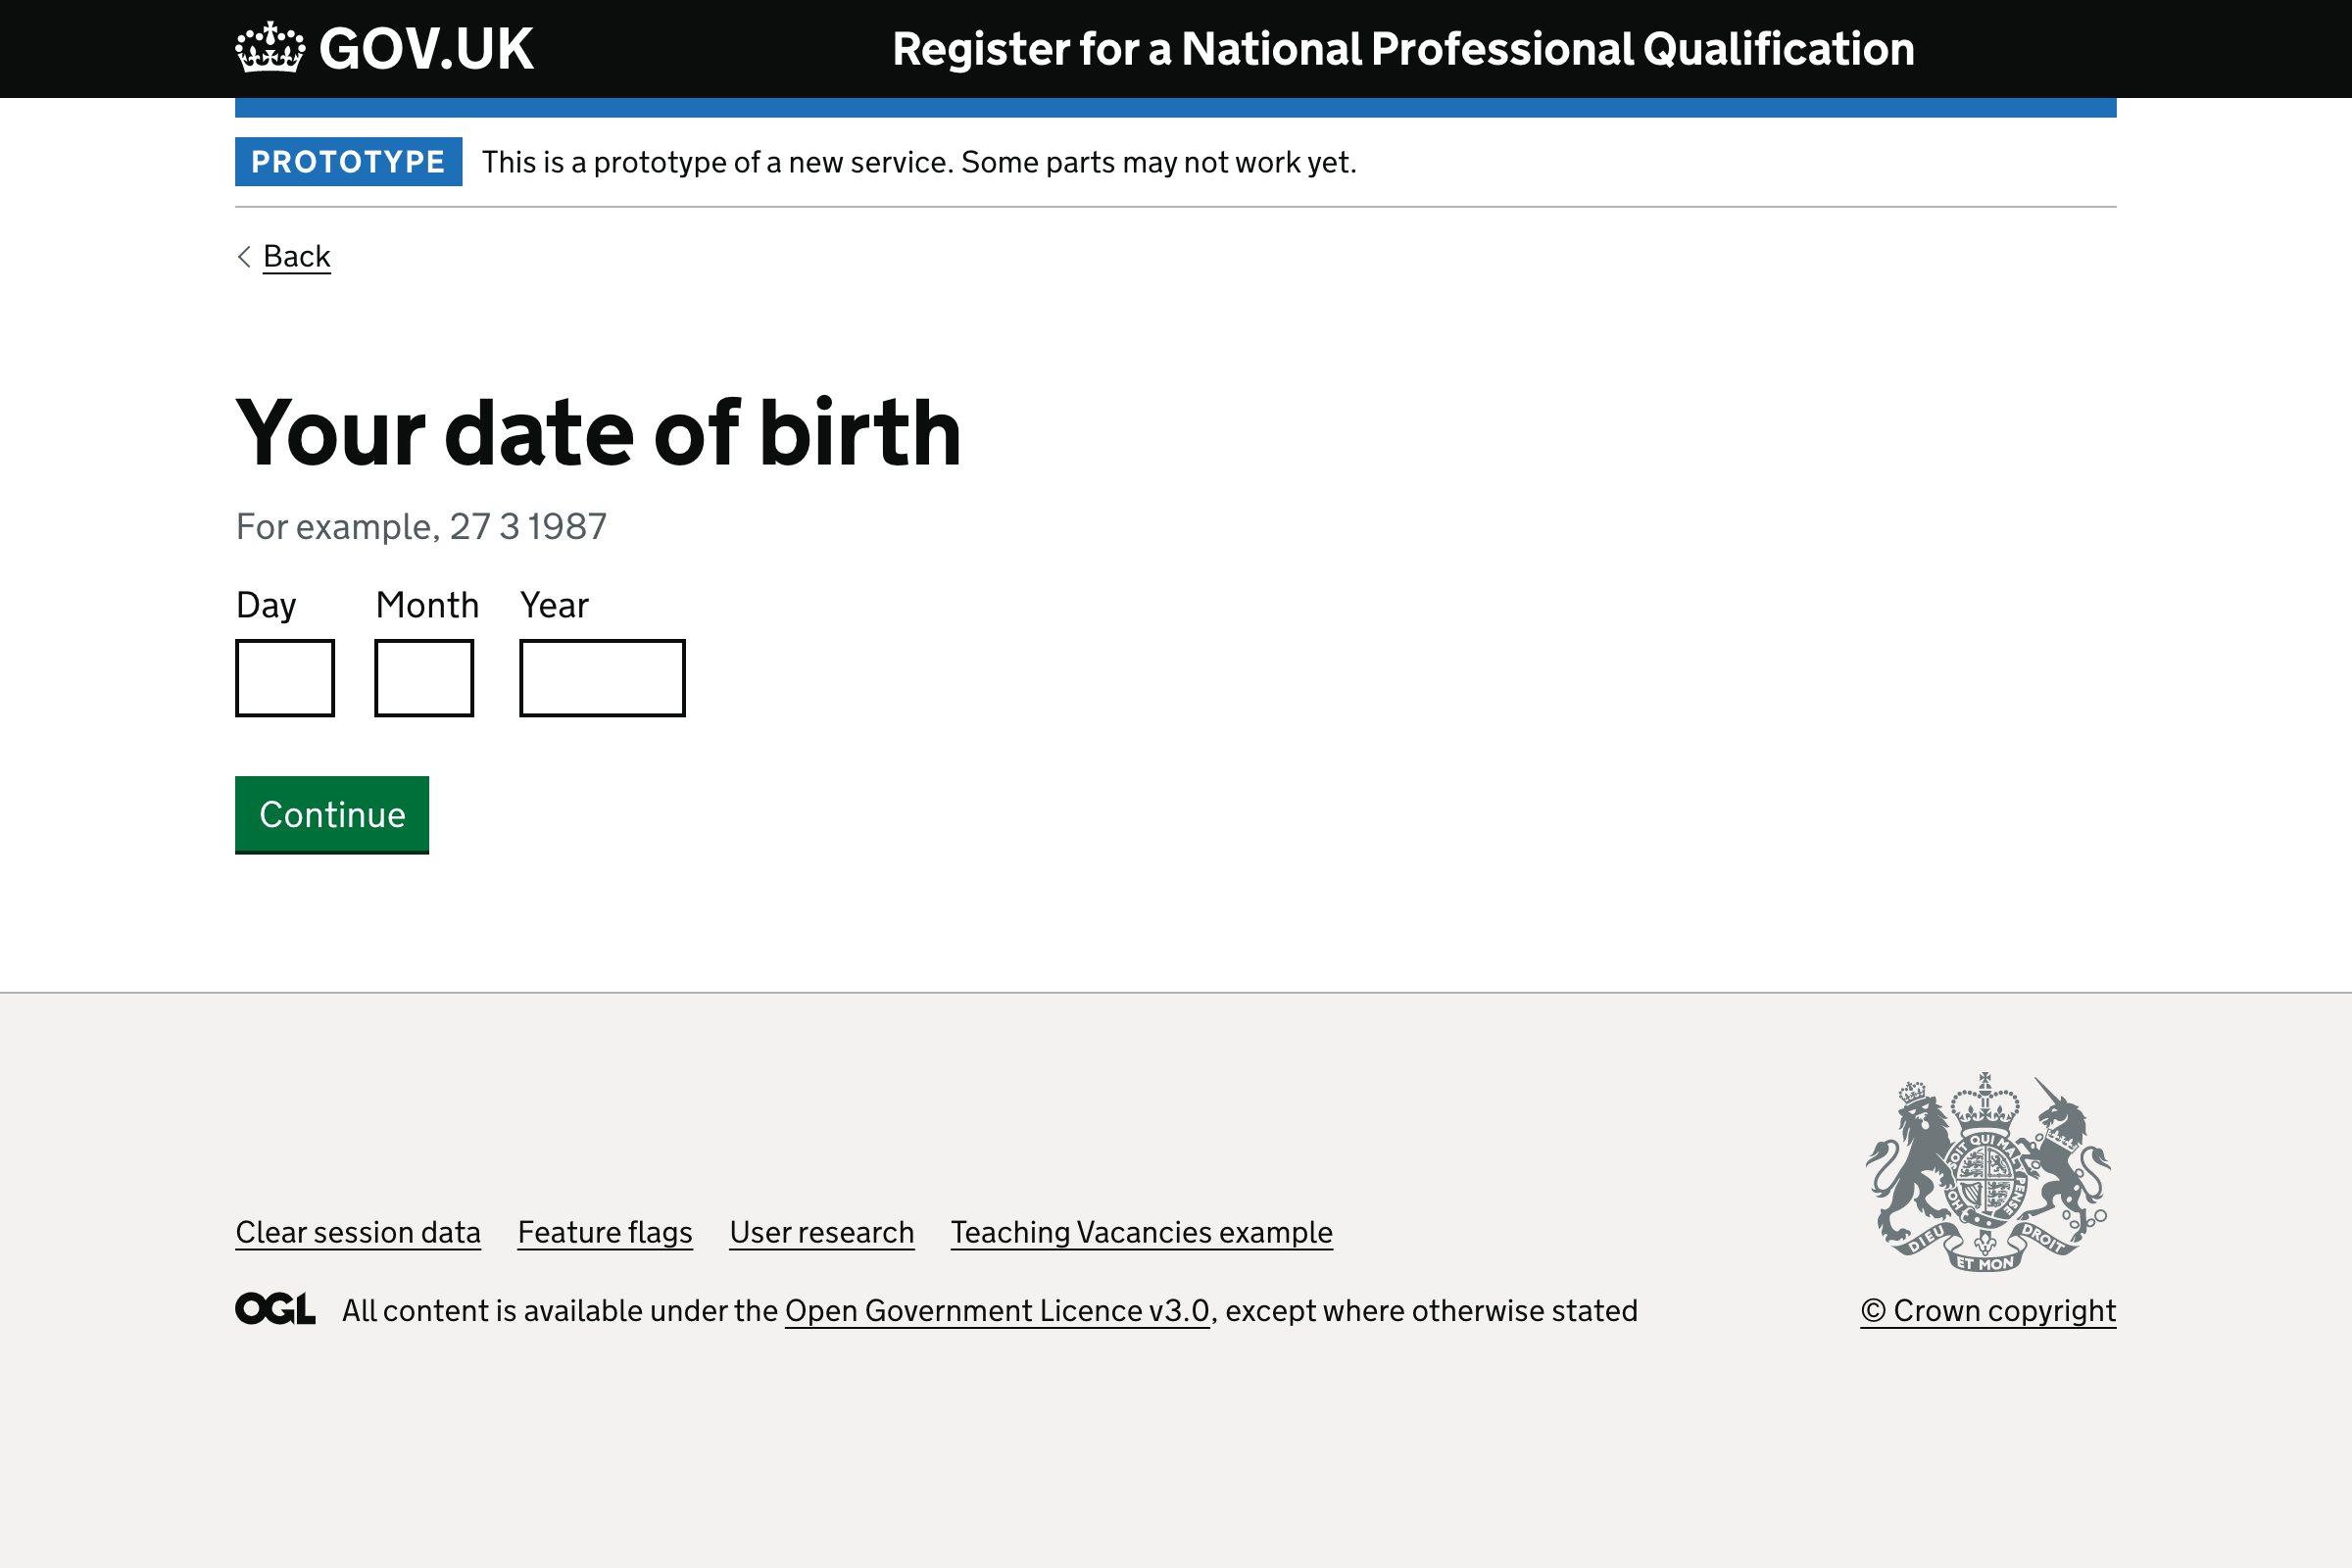 GOV.UK
Register for a National Professional Qualification
PROTOTYPE This is a prototype of a new service. Some parts may not work yet.
Back
Your date of birth
For example, 27 3 1987
Day Month Year
Continue
SOIT QUI MAL Y PENSE HON
DIEU ET MON DROIT
Clear session data Feature flags User research Teaching Vacancies example
OGL All content is available under the Open Government Licence v3.0, except where otherwise stated
© Crown copyright